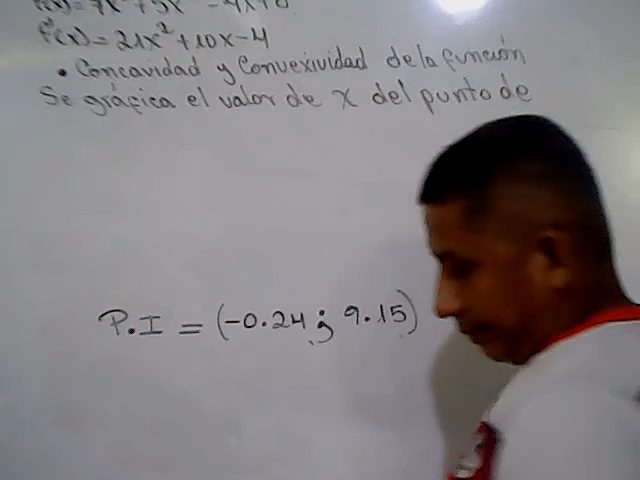 f'(x) = 21x² + 10x - 4
• Concavidad y Convexividad de la función
Se gráfica el valor de x del punto de
P.I = (-0.24 ; 9.15)